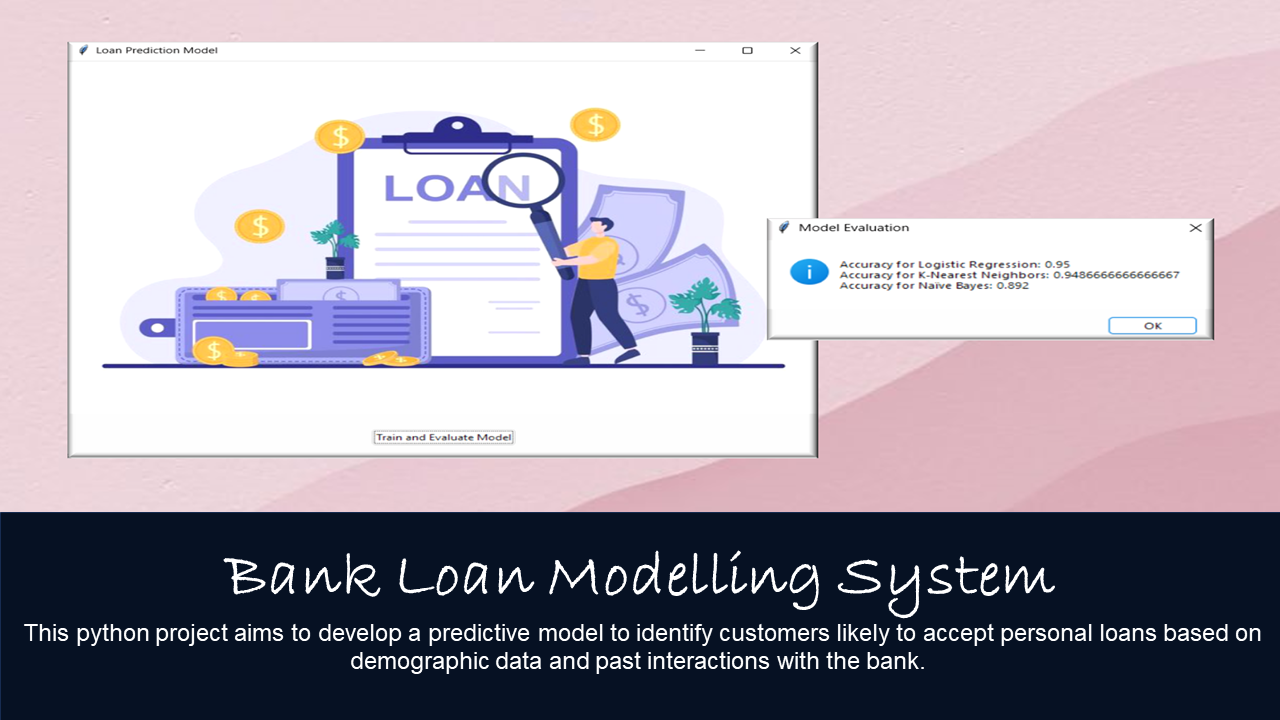 Loan Prediction Model
LOAN
Model Evaluation
Accuracy for Logistic Regression: 0.95
Accuracy for K-Nearest Neighbors: 0.9486666666666667
Accuracy for Naïve Bayes: 0.892
OK
Train and Evaluate Model
Bank Loan Modelling System
This python project aims to develop a predictive model to identify customers likely to accept personal loans based on
demographic data and past interactions with the bank.